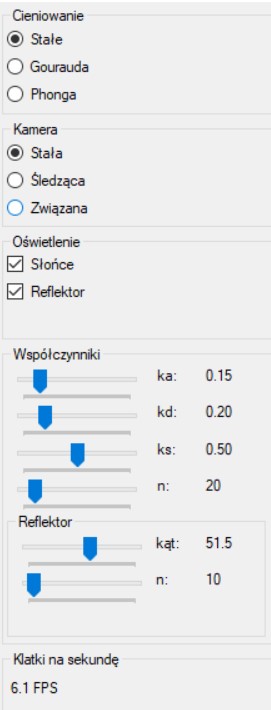 Cieniowanie
Stałe
Gourauda
Phonga
Kamera
Stała
Śledząca
Związana
Oświetlenie
Słońce
Reflektor
Współczynniki
ka: 0.15
kd: 0.20
ks: 0.50
n: 20
Reflektor
kąt: 51.5
n: 10
Klatki na sekundę
6.1 FPS